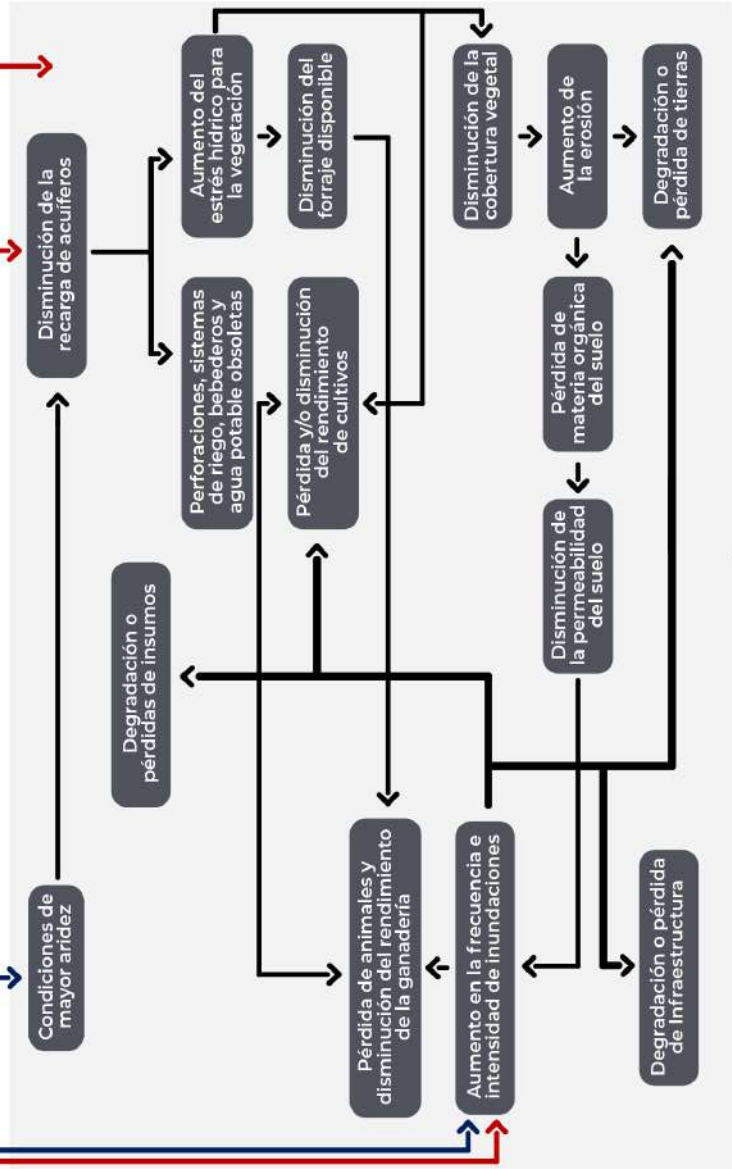 Condiciones de
mayor aridez
Disminución de la
recarga de acuíferos
Degradación o
pérdidas de insumos
Perforaciones, sistemas
de riego, bebederos y
agua potable obsoletas
Aumento del
estrés hídrico para
la vegetación
Pérdida de animales y
disminución del rendimiento
de la ganadería
Pérdida y/o disminución
del rendimiento
de cultivos
Disminución del
forraje disponible
Aumento en la frecuencia e
intensidad de inundaciones
Disminución de la
cobertura vegetal
Disminución de
la permeabilidad
del suelo
Pérdida de
materia orgánica
del suelo
Aumento de
la erosión
Degradación o pérdida
de Infraestructura
Degradación o
pérdida de tierras